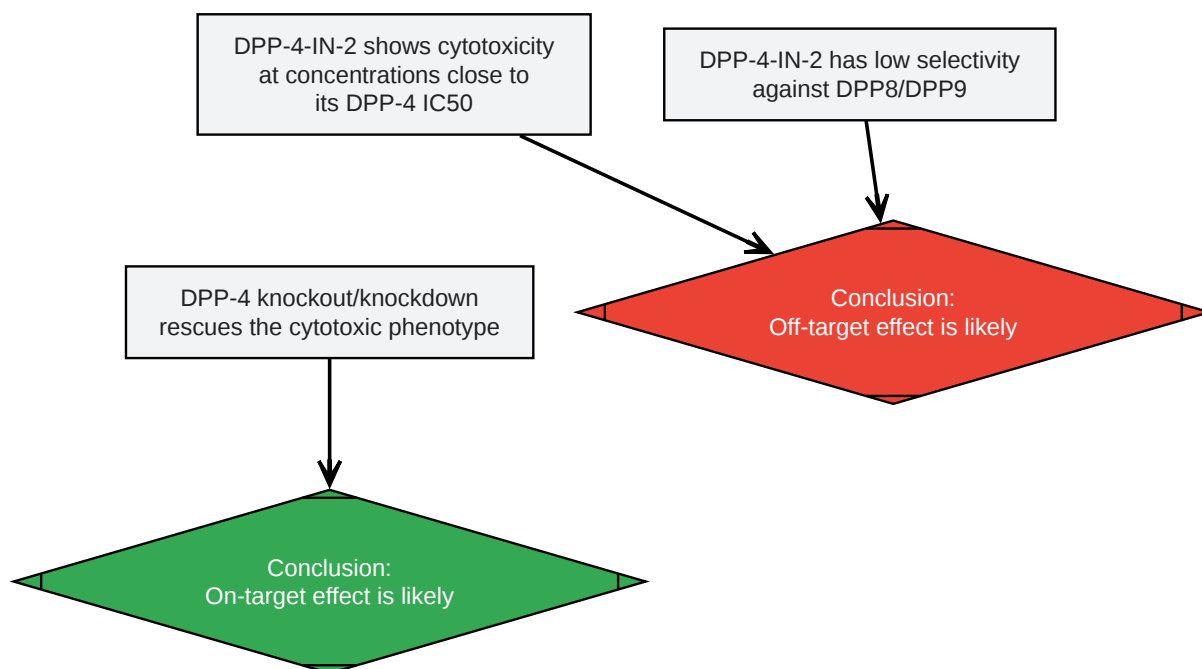 DPP-4-IN-2 shows cytotoxicity
at concentrations close to
its DPP-4 IC50
DPP-4-IN-2 has low selectivity
against DPP8/DPP9
DPP-4 knockout/knockdown
rescues the cytotoxic phenotype
Conclusion:
Off-target effect is likely
Conclusion:
On-target effect is likely